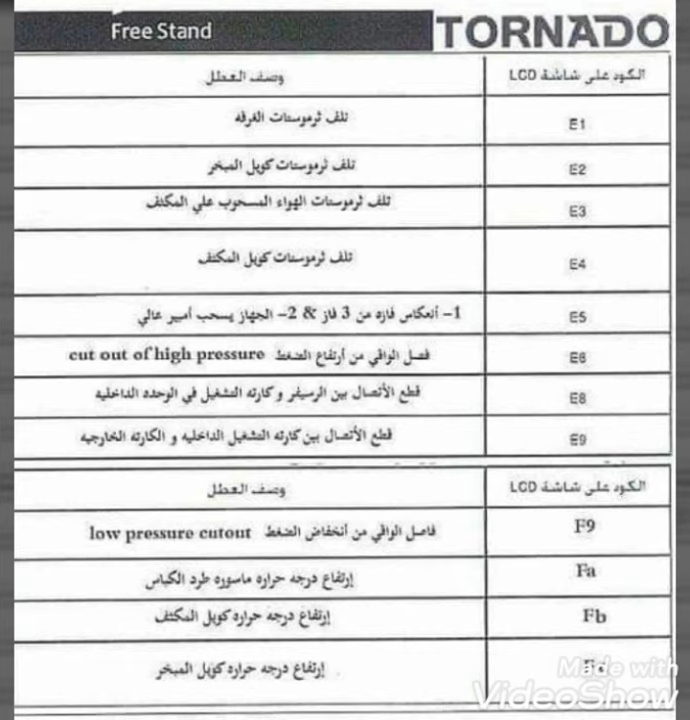 Free Stand TORNADO
الكود على شاشة LCD وصف العطل
E1 تلف ثرموستات الغرفه
E2 تلف ثرموستات كويل المبخر
E3 تلف ثرموستات الهواء المسحوب علي المكثف
E4 تلف ثرموستات كويل المكثف
E5 1- أنعكاس فازه من 3 فاز & 2- الجهاز يسحب أمبير عالي
E6 فصل الواقي من أرتفاع الضغط cut out of high pressure
E8 قطع الأتصال بين الرسيفر و كارته التشغيل في الوحده الداخليه
E9 قطع الأتصال بين كارته التشغيل الداخليه و الكارته الخارجيه
الكود على شاشة LCD وصف العطل
F9 فاصل الواقي من أنخفاض الضغط low pressure cutout
Fa إرتفاع درجه حراره ماسوره طرد الكباس
Fb إرتفاع درجه حراره كويل المكثف
إرتفاع درجه حراره كويل المبخر
Made with
VideoShow